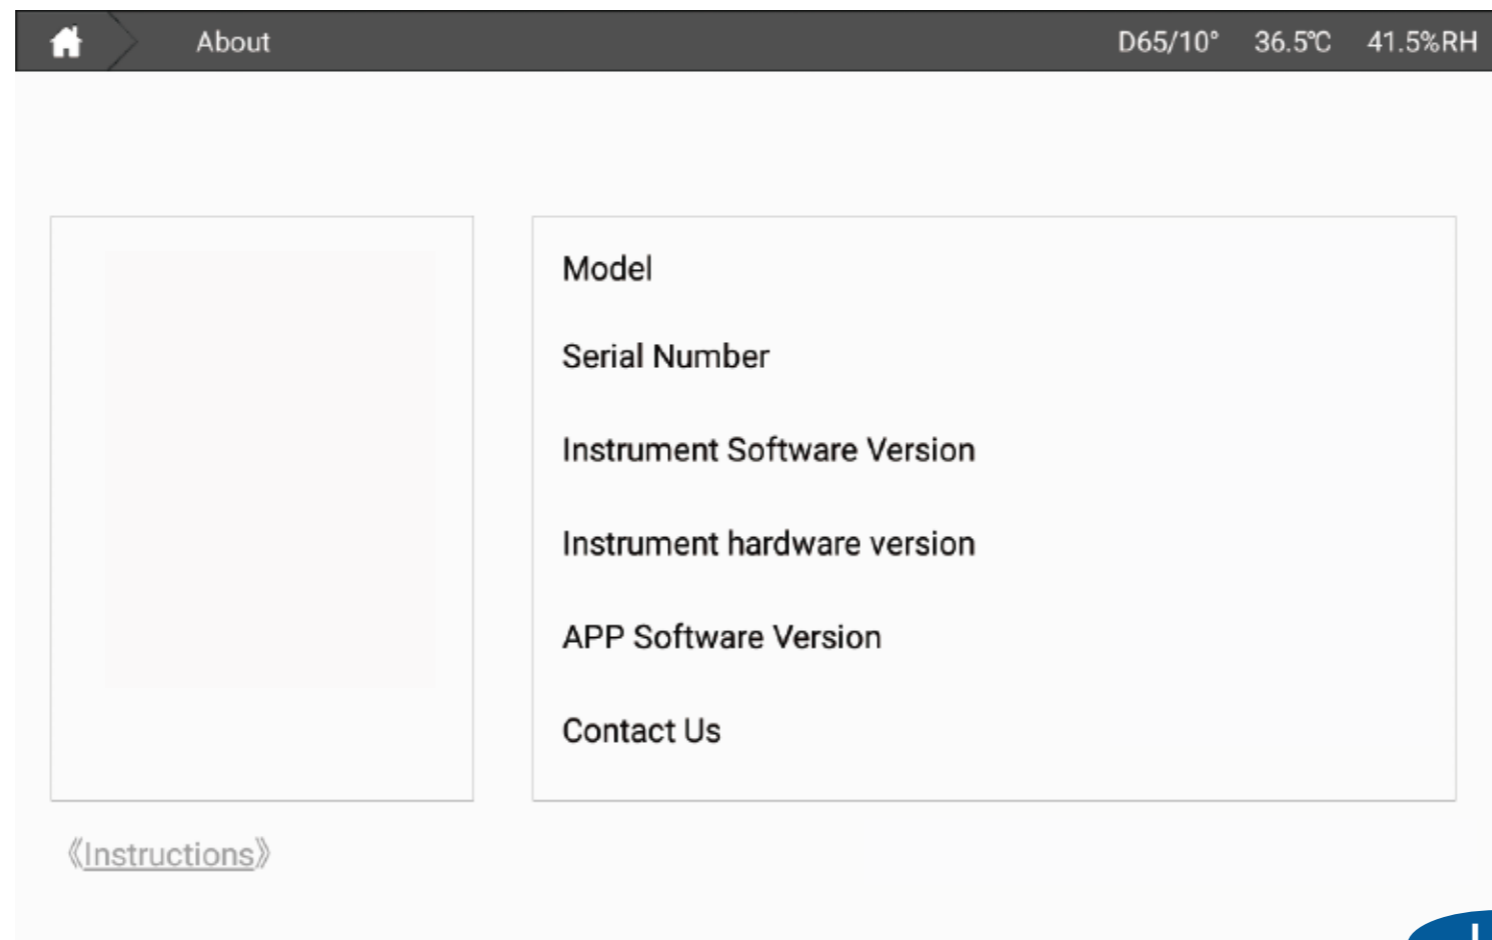 About D65/10° 36.5℃ 41.5%RH
Model
Serial Number
Instrument Software Version
Instrument hardware version
APP Software Version
Contact Us
《Instructions》